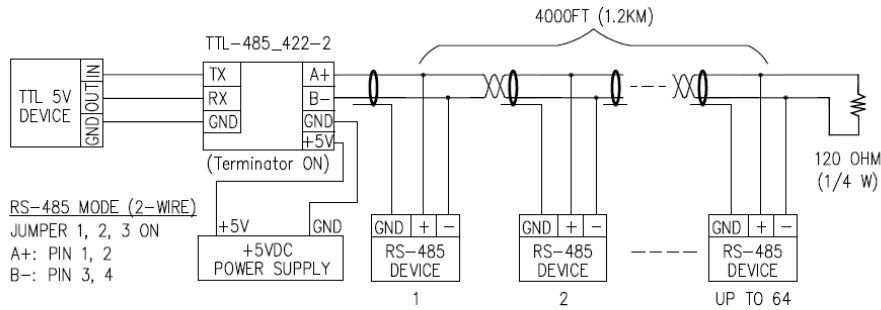 4000FT (1.2KM)
TTL-485_422-2
TTL 5V
DEVICE
IN
OUT
GND
TX
RX
GND
A+
B-
GND
+5V
(Terminator ON)
120 OHM
(1/4 W)
RS-485 MODE (2-WIRE)
JUMPER 1, 2, 3 ON
A+: PIN 1, 2
B-: PIN 3, 4
+5V GND
+5VDC
POWER SUPPLY
GND + -
RS-485
DEVICE
1
GND + -
RS-485
DEVICE
2
GND + -
RS-485
DEVICE
UP TO 64